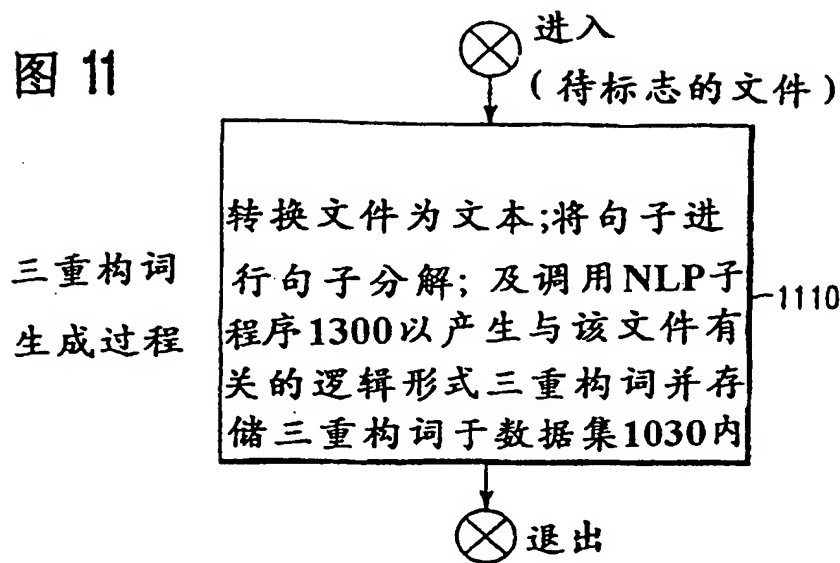 图 11
进入
(待标志的文件)
三重构词
生成过程
转换文件为文本;将句子进
行句子分解; 及调用NLP子
程序1300以产生与该文件有
关的逻辑形式三重构词并存
储三重构词于数据集1030内
1110
退出